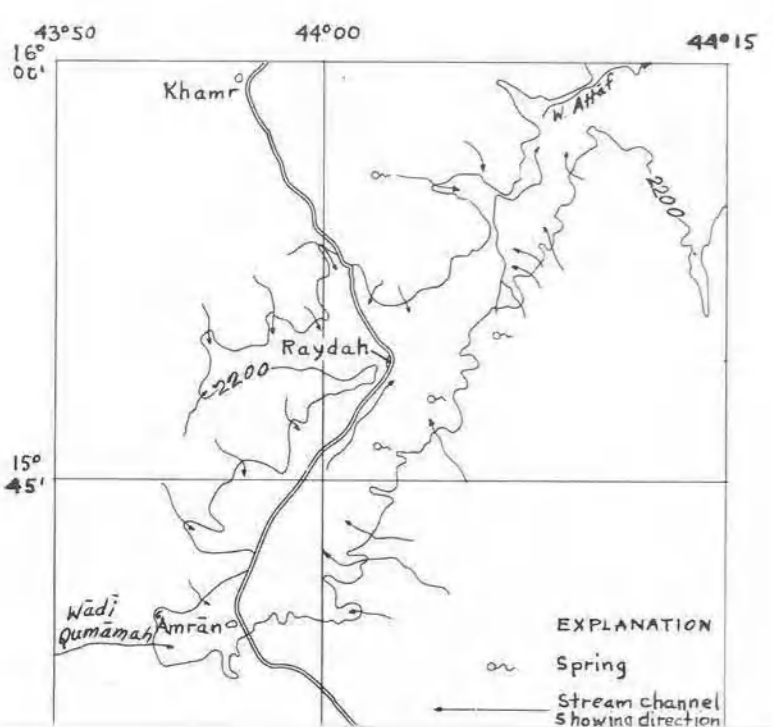 43°50
44°00
44°15
16°
00'
Khamr
W. Attāf
2200
Raydah
2200
15°
45'
Wādī
Qumāmah
Amrān
EXPLANATION
Spring
Stream channel
Showing direction